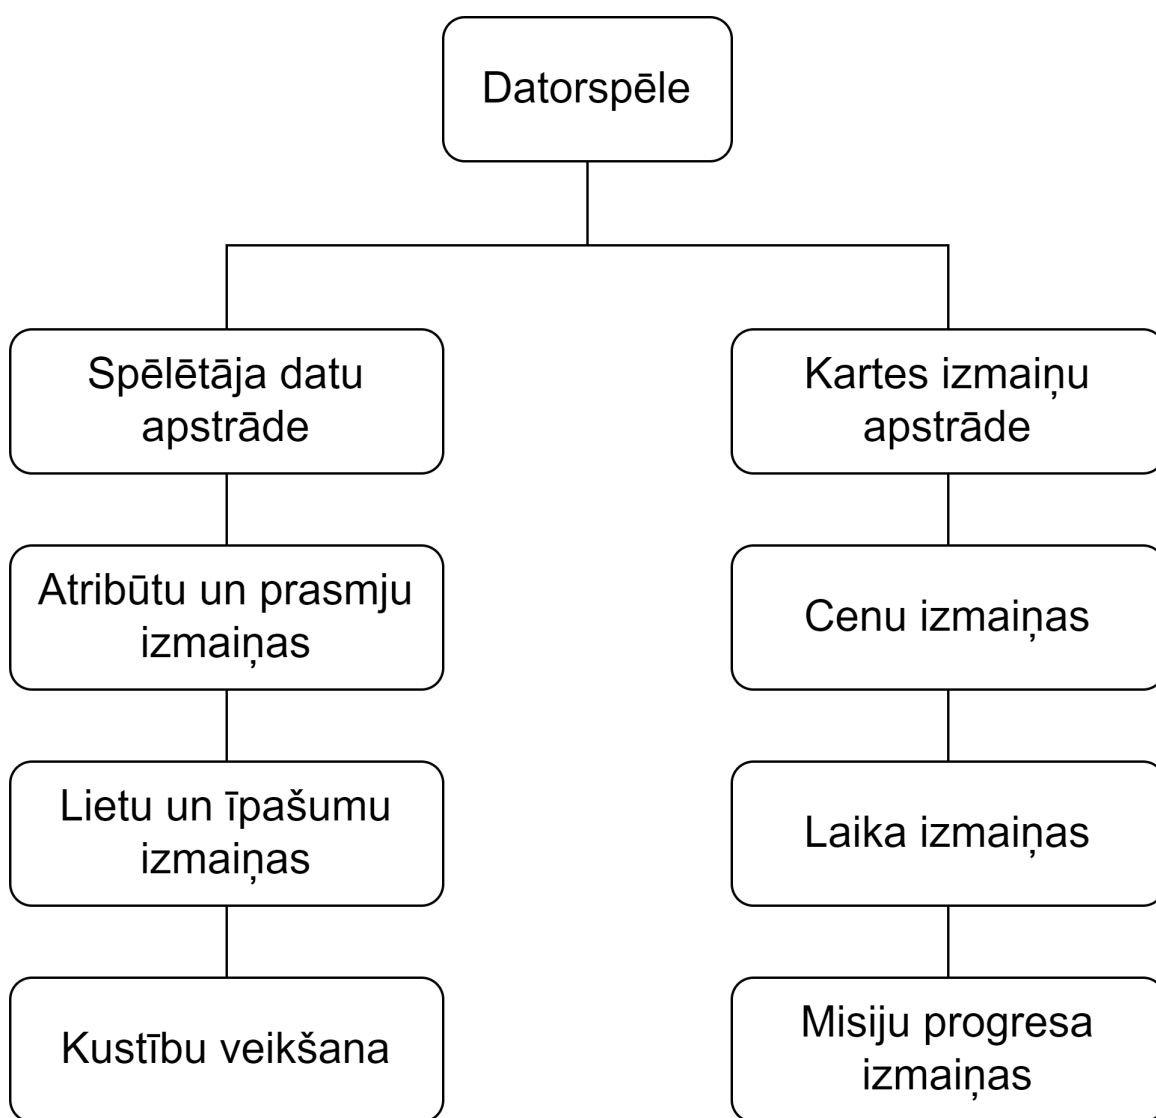 Datorspēle
Spēlētāja datu
apstrāde
Kartes izmaiņu
apstrāde
Atribūtu un prasmju
izmaiņas
Cenu izmaiņas
Lietu un īpašumu
izmaiņas
Laika izmaiņas
Kustību veikšana
Misiju progresa
izmaiņas